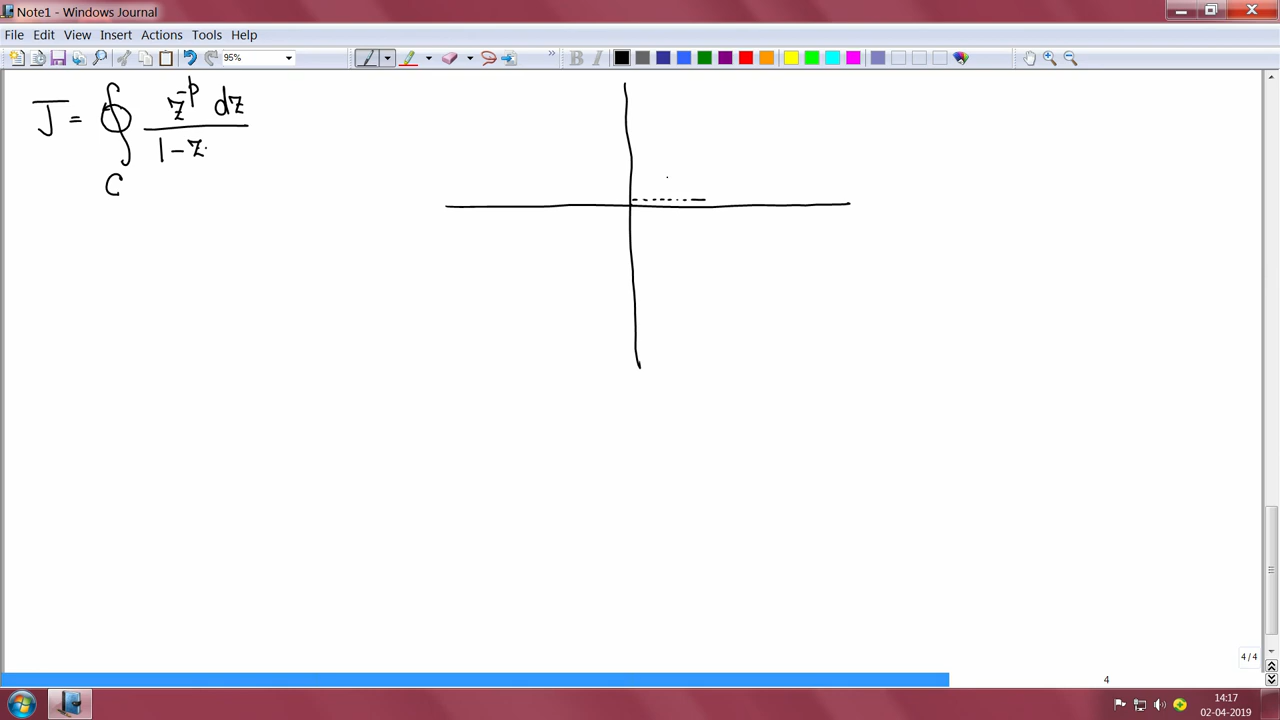 Note1 - Windows Journal
File Edit View Insert Actions Tools Help
95% » B I
J = ∮ z^{-p} dz
1-z
C
4 / 4
4
14:17
02-04-2019